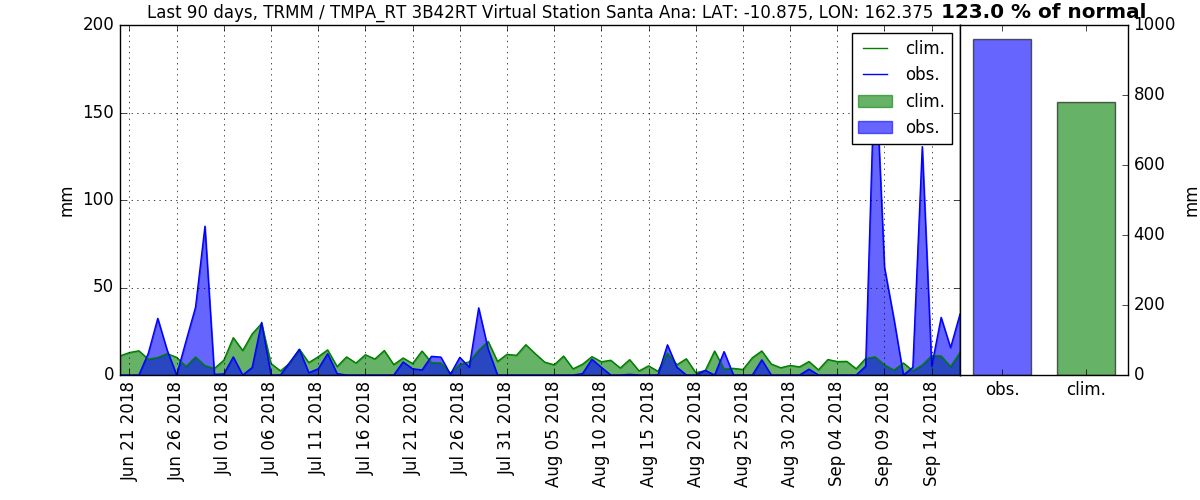 Last 90 days, TRMM / TMPA_RT 3B42RT Virtual Station Santa Ana: LAT: -10.875, LON: 162.375 123.0 % of normal
200
150
100
50
0
mm
clim.
obs.
clim.
obs.
1000
800
600
400
200
0
mm
obs.
clim.
Jun 21 2018
Jun 26 2018
Jul 01 2018
Jul 06 2018
Jul 11 2018
Jul 16 2018
Jul 21 2018
Jul 26 2018
Jul 31 2018
Aug 05 2018
Aug 10 2018
Aug 15 2018
Aug 20 2018
Aug 25 2018
Aug 30 2018
Sep 04 2018
Sep 09 2018
Sep 14 2018